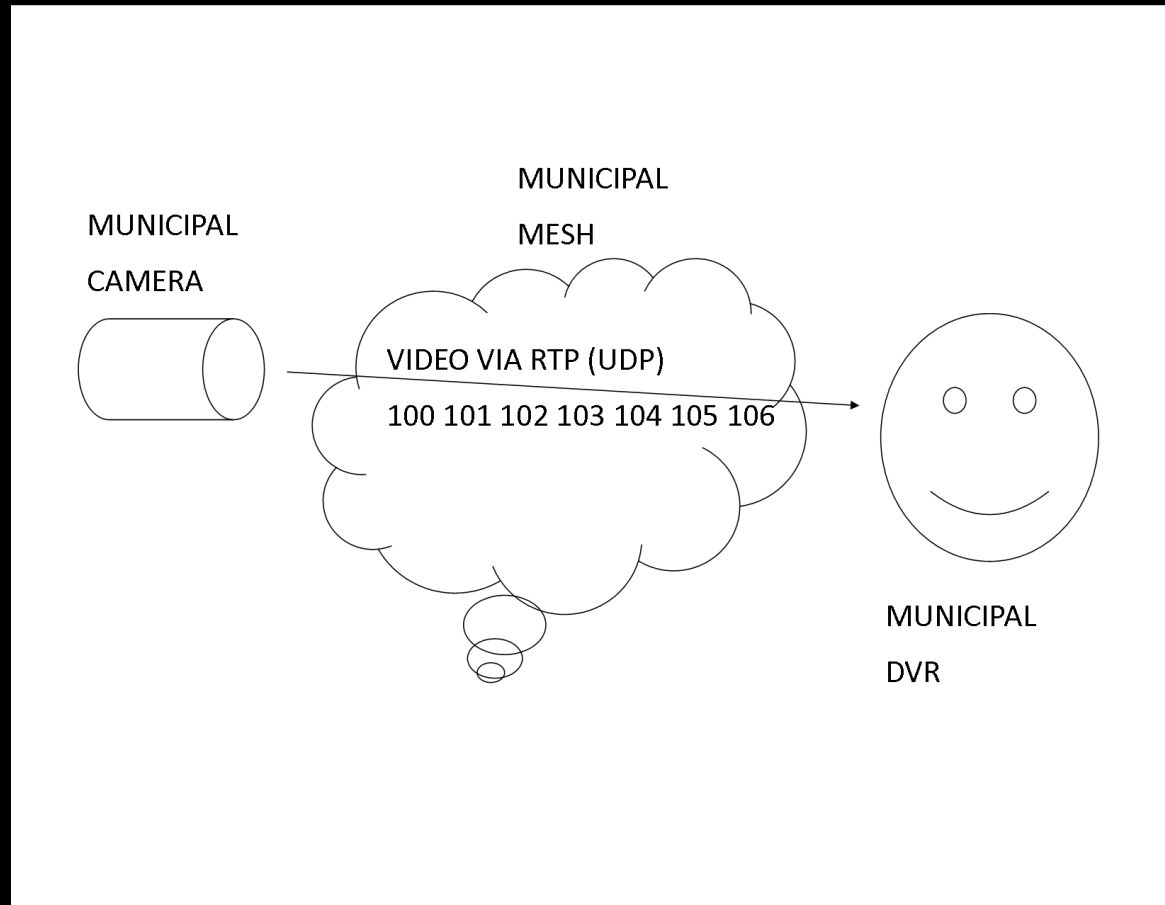 MUNICIPAL
CAMERA
MUNICIPAL
MESH
VIDEO VIA RTP (UDP)
100 101 102 103 104 105 106
MUNICIPAL
DVR